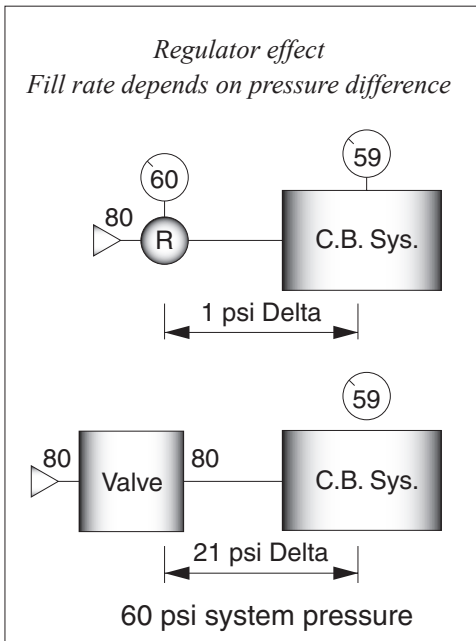 Regulator effect
Fill rate depends on pressure difference
59
60
80
R
C.B. Sys.
1 psi Delta
59
80
Valve
80
C.B. Sys.
21 psi Delta
60 psi system pressure